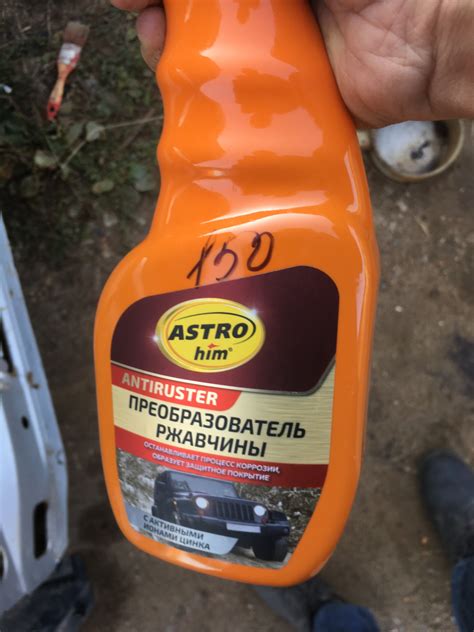 150
ASTRO
him®
ANTIRUSTER
ПРЕОБРАЗОВАТЕЛЬ
РЖАВЧИНЫ
ОСТАНАВЛИВАЕТ ПРОЦЕСС КОРРОЗИИ,
ОБРАЗУЕТ ЗАЩИТНОЕ ПОКРЫТИЕ
С АКТИВНЫМИ
ИОНАМИ ЦИНКА